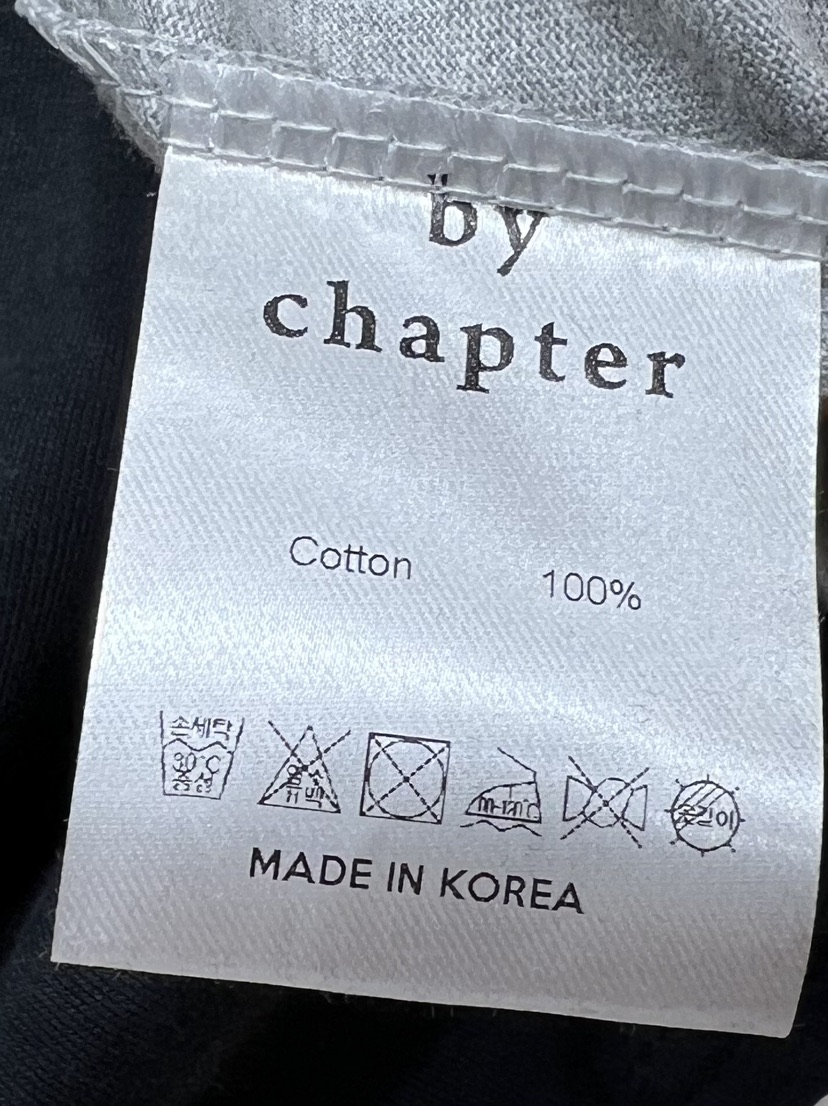 by
chapter
Cotton 100%
손세탁
30°C
중성
MADE IN KOREA